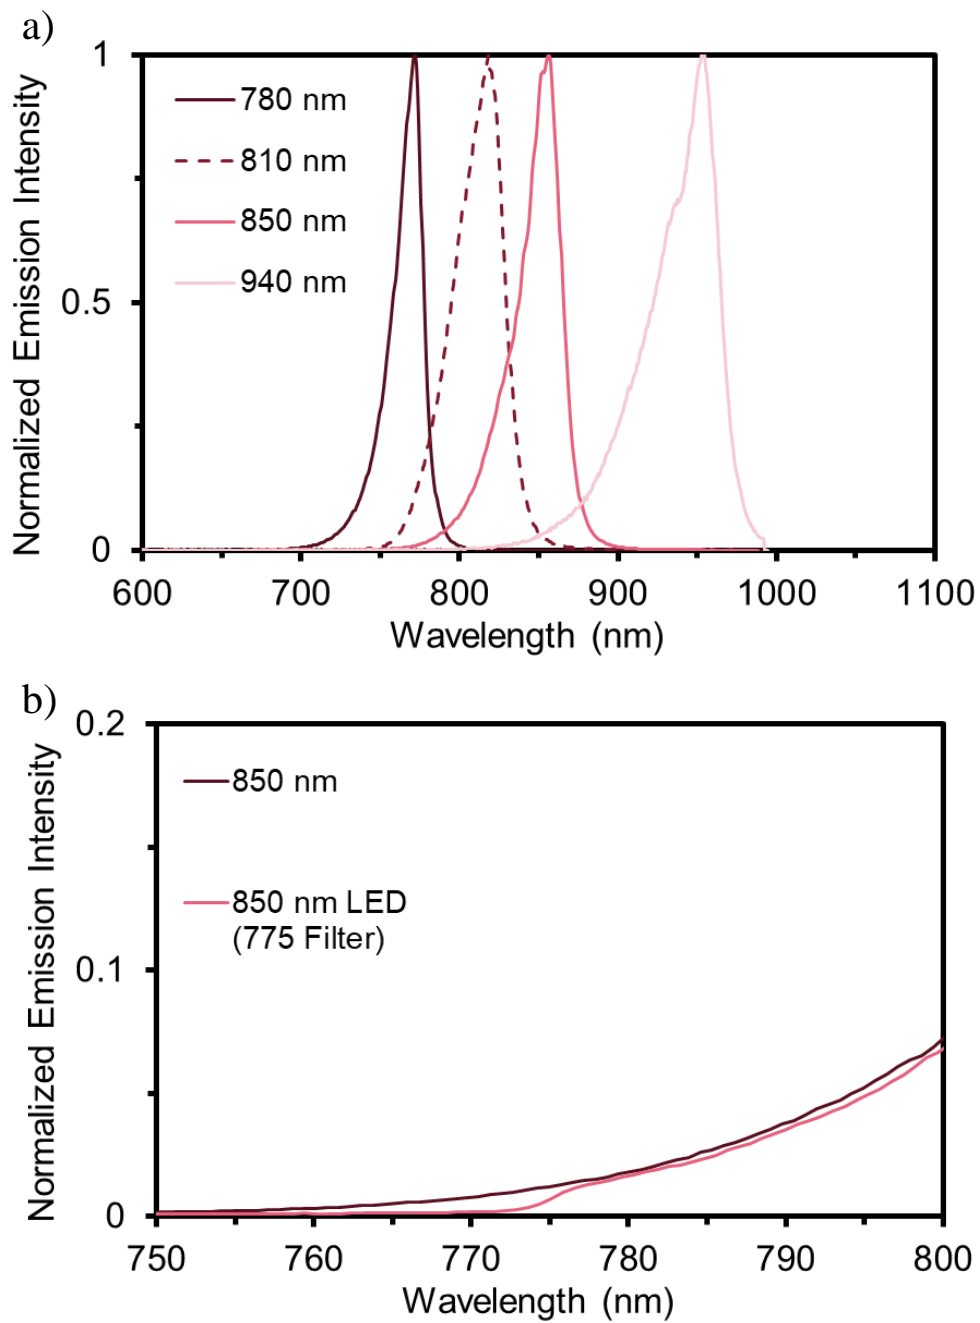 a)
Normalized Emission Intensity
1
0.5
0
780 nm
810 nm
850 nm
940 nm
600 700 800 900 1000 1100
Wavelength (nm)
b)
Normalized Emission Intensity
0.2
0.1
0
850 nm
850 nm LED
(775 Filter)
750 760 770 780 790 800
Wavelength (nm)